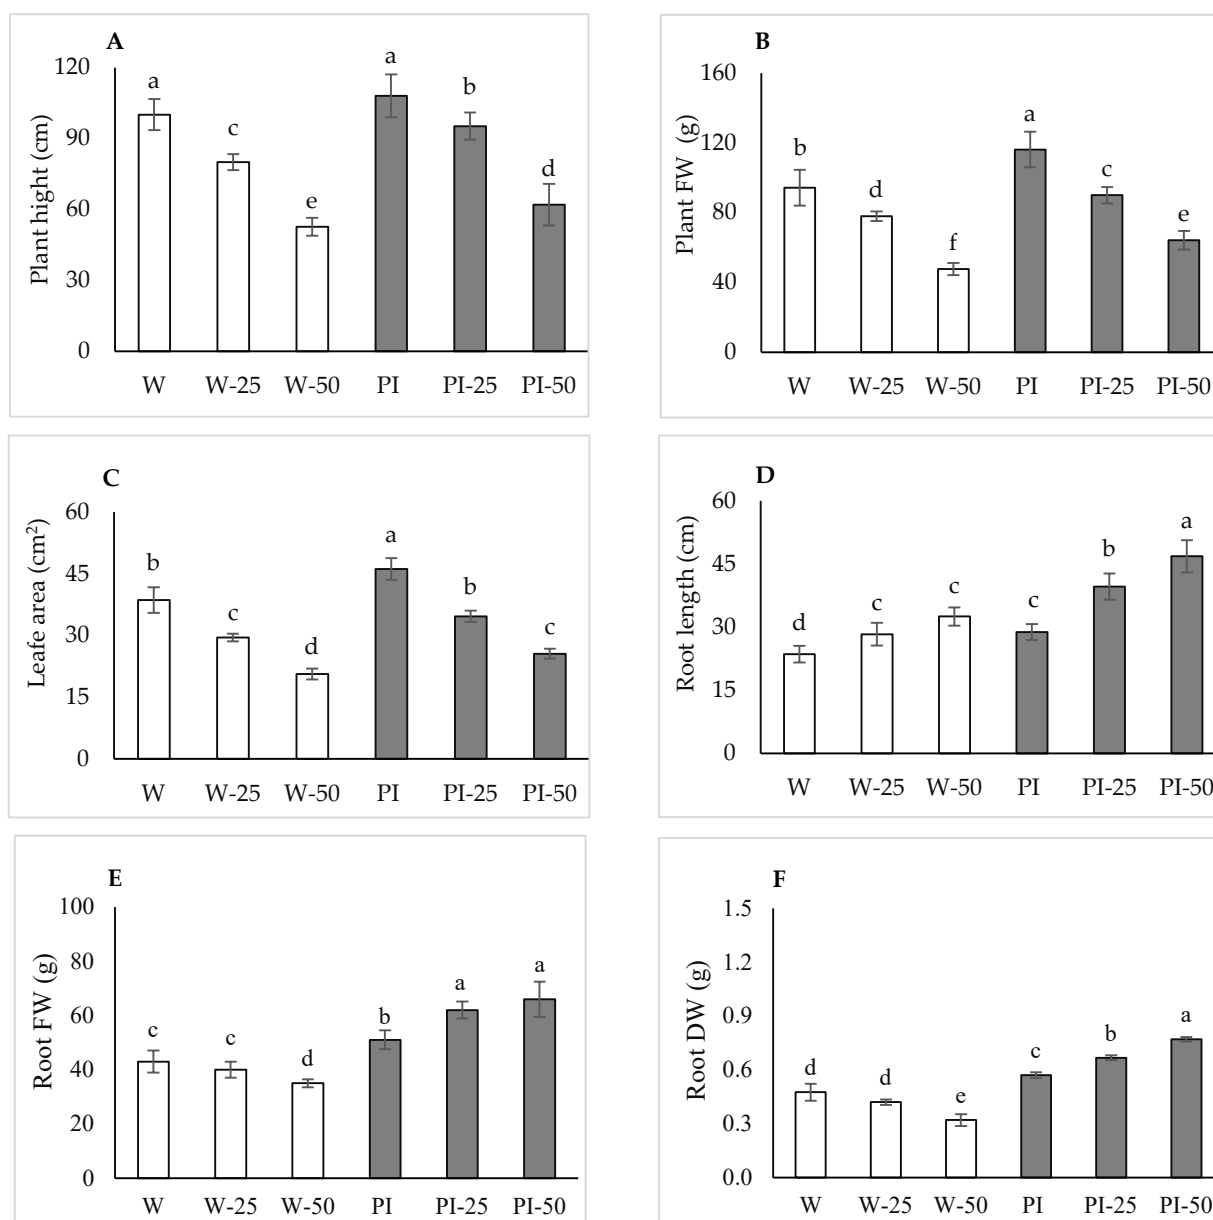 A
Plant hight (cm)
120
90
60
30
0
a
c
e
a
b
d
W W-25 W-50 PI PI-25 PI-50
B
Plant FW (g)
160
120
80
40
0
b
d
f
a
c
e
W W-25 W-50 PI PI-25 PI-50
C
Leafe area (cm²)
60
45
30
15
0
b
c
d
a
b
c
W W-25 W-50 PI PI-25 PI-50
D
Root length (cm)
60
45
30
15
0
d
c
c
c
b
a
W W-25 W-50 PI PI-25 PI-50
E
Root FW (g)
100
80
60
40
20
0
c
c
d
b
a
a
W W-25 W-50 PI PI-25 PI-50
F
Root DW (g)
1.5
1.2
0.9
0.6
0.3
0.0
d
d
e
c
b
a
W W-25 W-50 PI PI-25 PI-50